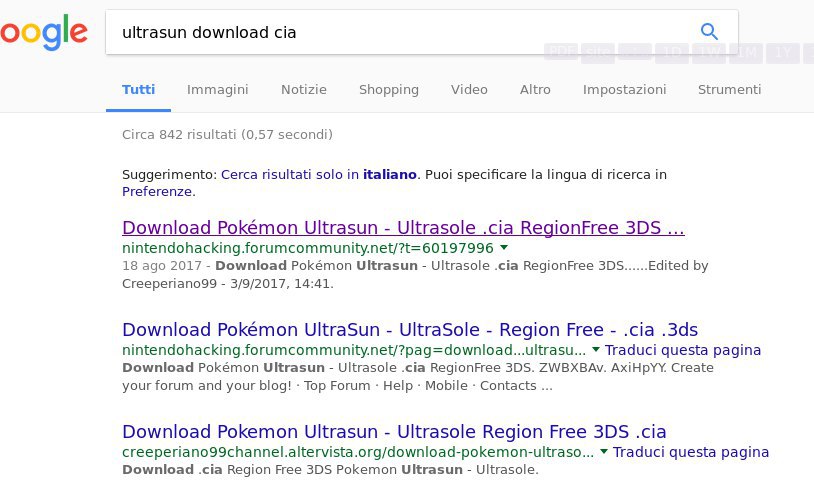 oogle
ultrasun download cia
PDF 1D 1W 1M 1Y
Tutti Immagini Notizie Shopping Video Altro Impostazioni Strumenti
Circa 842 risultati (0,57 secondi)
Suggerimento: Cerca risultati solo in italiano. Puoi specificare la lingua di ricerca in
Preferenze.
Download Pokémon Ultrasun - Ultrasole .cia RegionFree 3DS ...
nintendohacking.forumcommunity.net/?t=60197996
18 ago 2017 - Download Pokémon Ultrasun - Ultrasole .cia RegionFree 3DS......Edited by
Creeperiano99 - 3/9/2017, 14:41.
Download Pokémon UltraSun - UltraSole - Region Free - .cia .3ds
nintendohacking.forumcommunity.net/?pag=download...ultrasu... Traduci questa pagina
Download Pokémon Ultrasun - Ultrasole .cia RegionFree 3DS. ZWBXBAv. AxiHpYY. Create
your forum and your blog! · Top Forum · Help · Mobile · Contacts ...
Download Pokemon Ultrasun - Ultrasole Region Free 3DS .cia
creeperiano99channel.altervista.org/download-pokemon-ultraso... Traduci questa pagina
Download .cia Region Free 3DS Pokemon Ultrasun - Ultrasole.